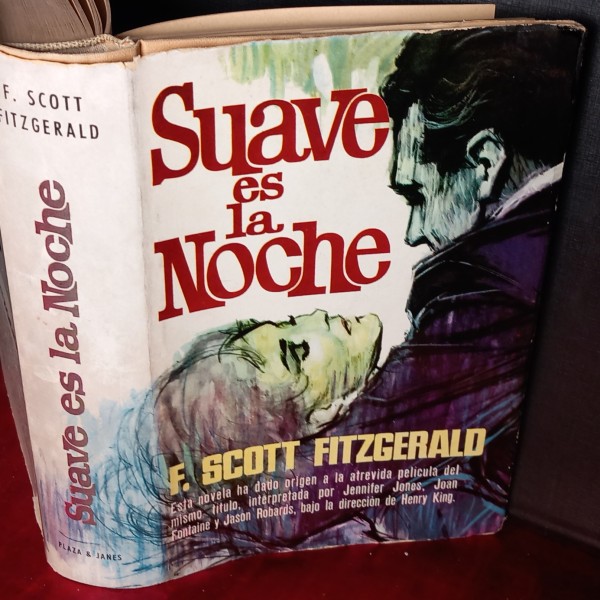 F. SCOTT
FITZGERALD
Suave es la Noche
PLAZA & JANES
Suave
es
la
Noche
F. SCOTT FITZGERALD
Esta novela ha dado origen a la atrevida película del
mismo título, interpretada por Jennifer Jones, Joan
Fontaine y Jason Robards, bajo la dirección de Henry King.